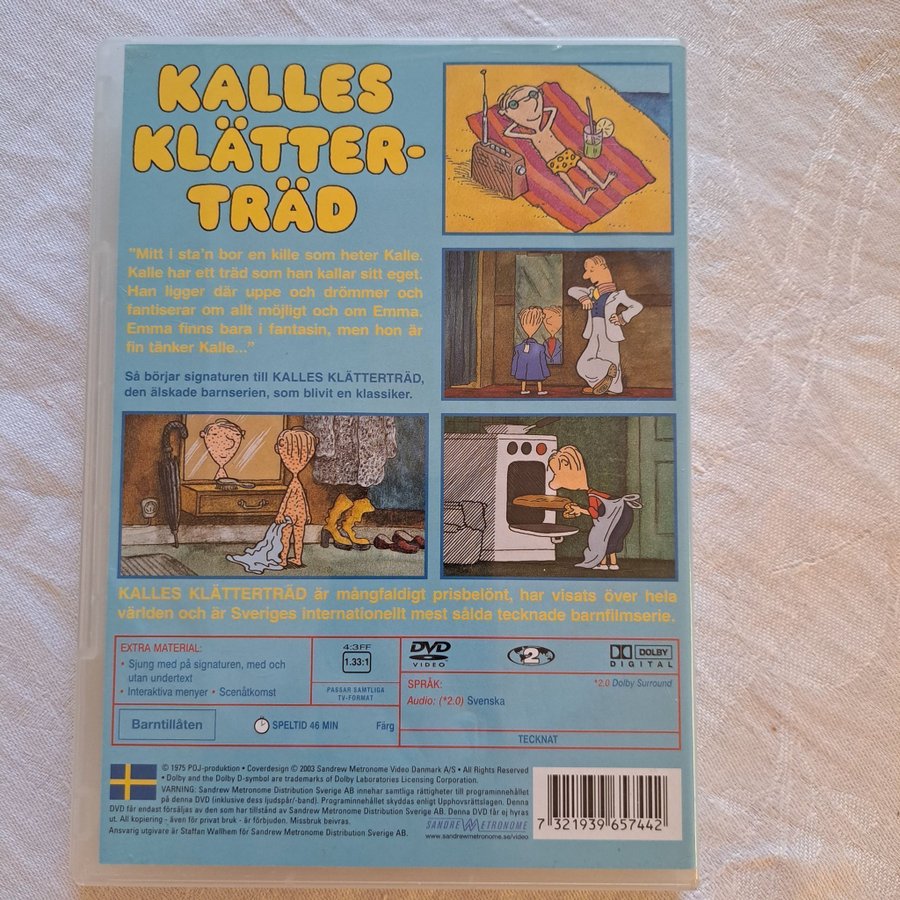 KALLES
KLÄTTER-
TRÄD
"Mitt i sta'n bor en kille som heter Kalle.
Kalle har ett träd som han kallar sitt eget.
Han ligger där uppe och drömmer och
fantiserar om allt möjligt och om Emma.
Emma finns bara i fantasin, men hon är
fin tänker Kalle..."
Så börjar signaturen till KALLES KLÄTTERTRÄD,
den älskade barnserien, som blivit en klassiker.
KALLES KLÄTTERTRÄD är mångfaldigt prisbelönt, har visats över hela
världen och är Sveriges internationellt mest sålda tecknade barnfilmserie.
EXTRA MATERIAL:
• Sjung med på signaturen, med och
utan undertext
• Interaktiva menyer • Scenåtkomst
Barntillåten
SPELTID 46 MIN
Färg
4:3FF
1.33:1
PASSAR SAMTLIGA
TV-FORMAT
DVD
VIDEO
2
DOLBY
DIGITAL
SPRÅK:
*2.0 Dolby Surround
Audio: (*2.0) Svenska
TECKNAT
© 1975 POJ-produktion • Coverdesign © 2003 Sandrew Metronome Video Danmark A/S • All Rights Reserved
• Dolby and the Dolby D-symbol are trademarks of Dolby Laboratories Licensing Corporation.
VARNING: Sandrew Metronome Distribution Sverige AB innehar samtliga rättigheter till programinnehållet
på denna DVD (inklusive dess ljudspår/-band). Programinnehållet skyddas enligt Upphovsrättslagen. Denna
DVD får endast försäljas av den som har tillstånd av Sandrew Metronome Distribution Sverige AB. Denna DVD får ej hyras
ut. All kopiering - även för privat bruk - är förbjuden. Missbruk beivras.
Ansvarig utgivare är Staffan Wallhem för Sandrew Metronome Distribution Sverige AB.
SANDREW METRONOME
www.sandrewmetronome.se/video
7 321939 657442